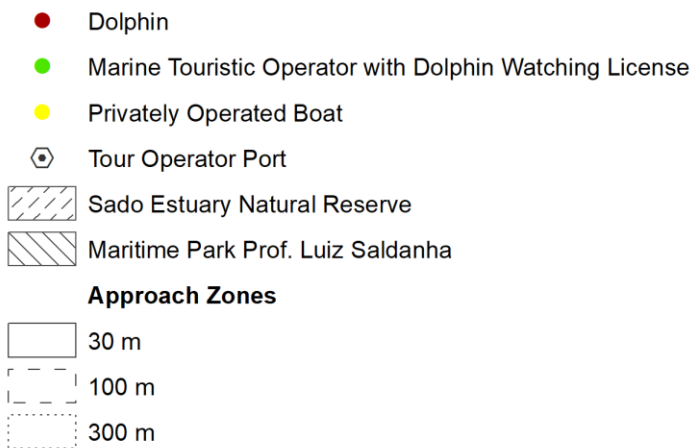 Dolphin
Marine Touristic Operator with Dolphin Watching License
Privately Operated Boat
Tour Operator Port
Sado Estuary Natural Reserve
Maritime Park Prof. Luiz Saldanha
Approach Zones
30 m
100 m
300 m